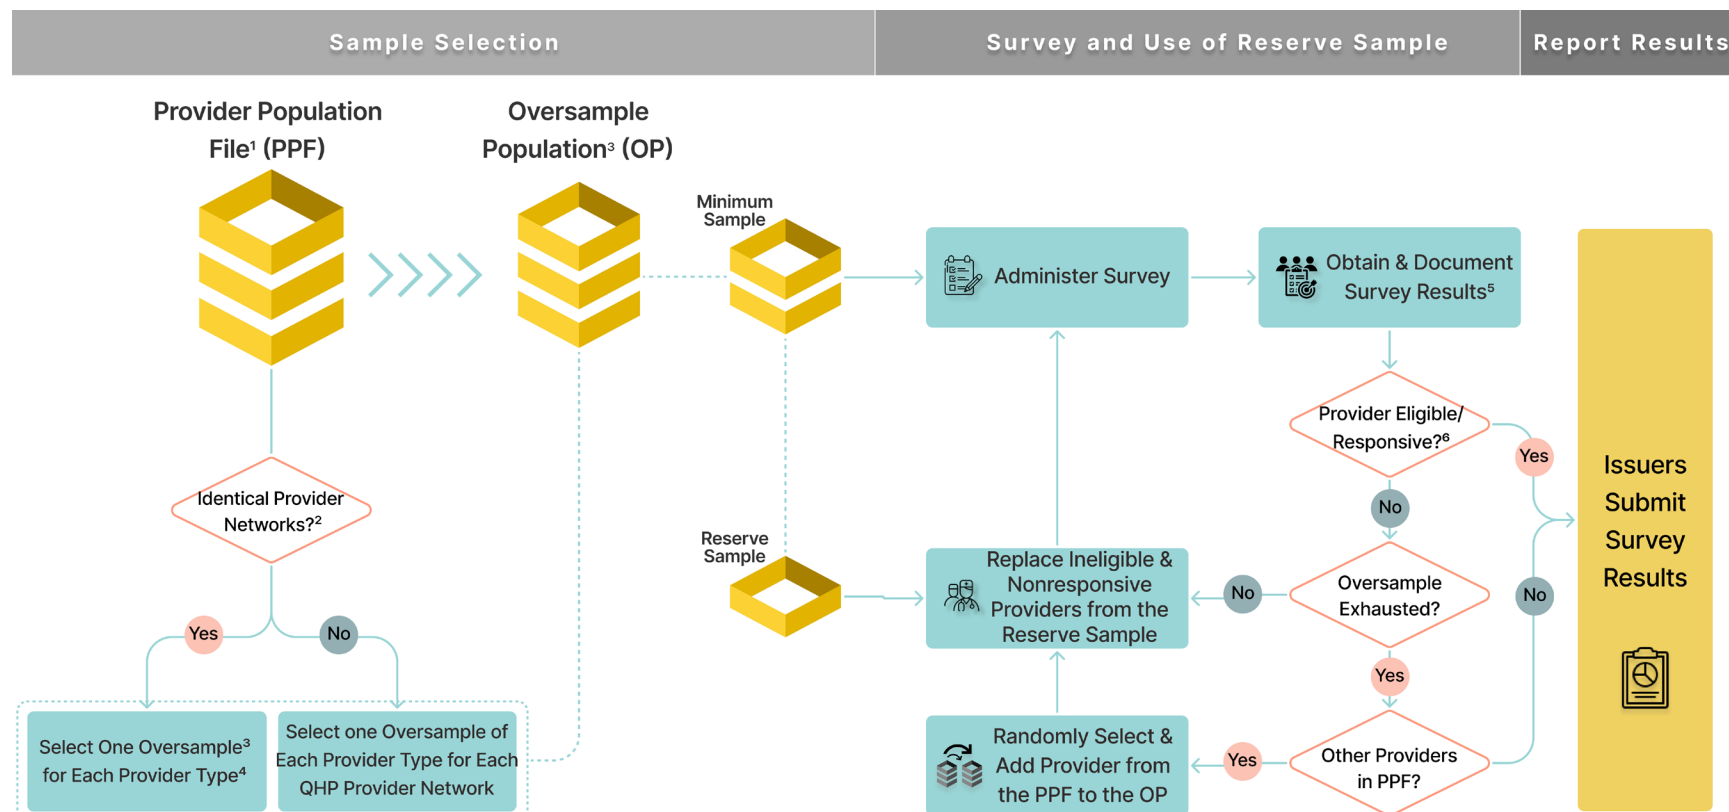 Sample Selection
Survey and Use of Reserve Sample
Report Results
Provider Population
File¹ (PPF)
Oversample
Population³ (OP)
Minimum
Sample
Administer Survey
Obtain & Document
Survey Results⁵
Provider Eligible/
Responsive?⁶
Yes
Issuers
Submit
Survey
Results
Identical Provider
Networks?²
No
Reserve
Sample
Replace Ineligible &
Nonresponsive
Providers from the
Reserve Sample
No
Oversample
Exhausted?
No
Yes
No
Yes
Select One Oversample³
for Each Provider Type⁴
Select one Oversample of
Each Provider Type for Each
QHP Provider Network
Randomly Select &
Add Provider from
the PPF to the OP
Yes
Other Providers
in PPF?